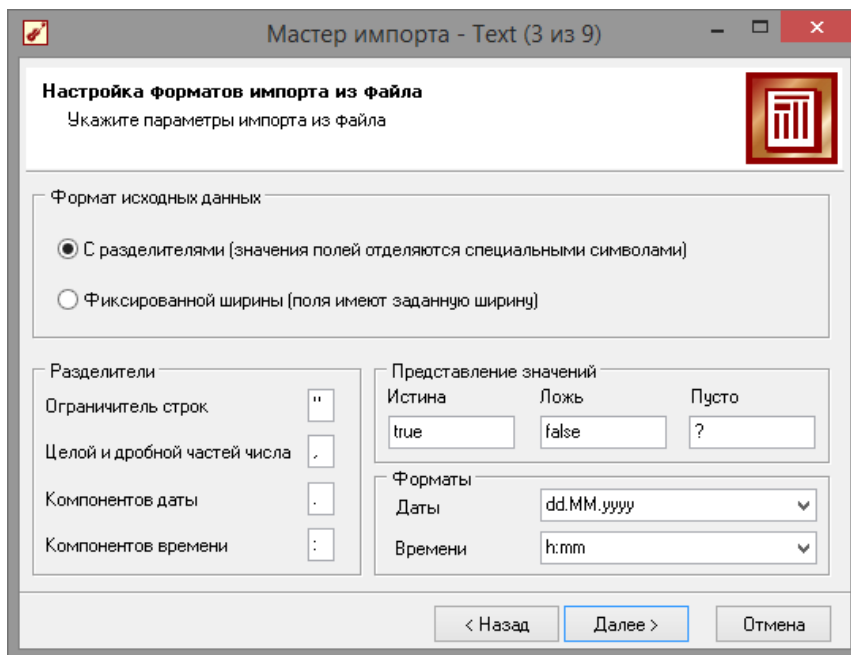 Мастер импорта - Text (3 из 9)
Настройка форматов импорта из файла
Укажите параметры импорта из файла
Формат исходных данных
С разделителями (значения полей отделяются специальными символами)
Фиксированной ширины (поля имеют заданную ширину)
Разделители
Ограничитель строк "
Целой и дробной частей числа ,
Компонентов даты .
Компонентов времени :
Представление значений
Истина Ложь Пусто
true false ?
Форматы
Даты dd.MM.yyyy
Времени h:mm
< Назад Далее > Отмена